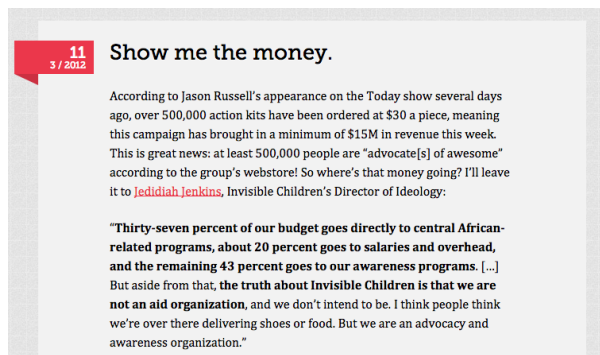 11
3 / 2012
Show me the money.
According to Jason Russell's appearance on the Today show several days
ago, over 500,000 action kits have been ordered at $30 a piece, meaning
this campaign has brought in a minimum of $15M in revenue this week.
This is great news: at least 500,000 people are “advocate[s] of awesome”
according to the group's webstore! So where's that money going? I'll leave
it to Jedidiah Jenkins, Invisible Children's Director of Ideology:
“Thirty-seven percent of our budget goes directly to central African-
related programs, about 20 percent goes to salaries and overhead,
and the remaining 43 percent goes to our awareness programs. […]
But aside from that, the truth about Invisible Children is that we are
not an aid organization, and we don't intend to be. I think people think
we're over there delivering shoes or food. But we are an advocacy and
awareness organization.”